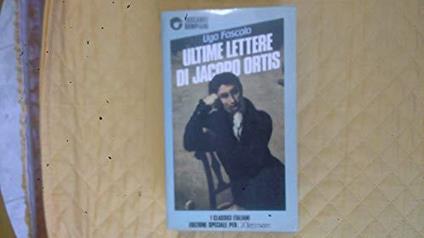 Ugo Foscolo
ULTIME LETTERE
DI JACOPO ORTIS
I CLASSICI ITALIANI
EDIZIONE SPECIALE PER